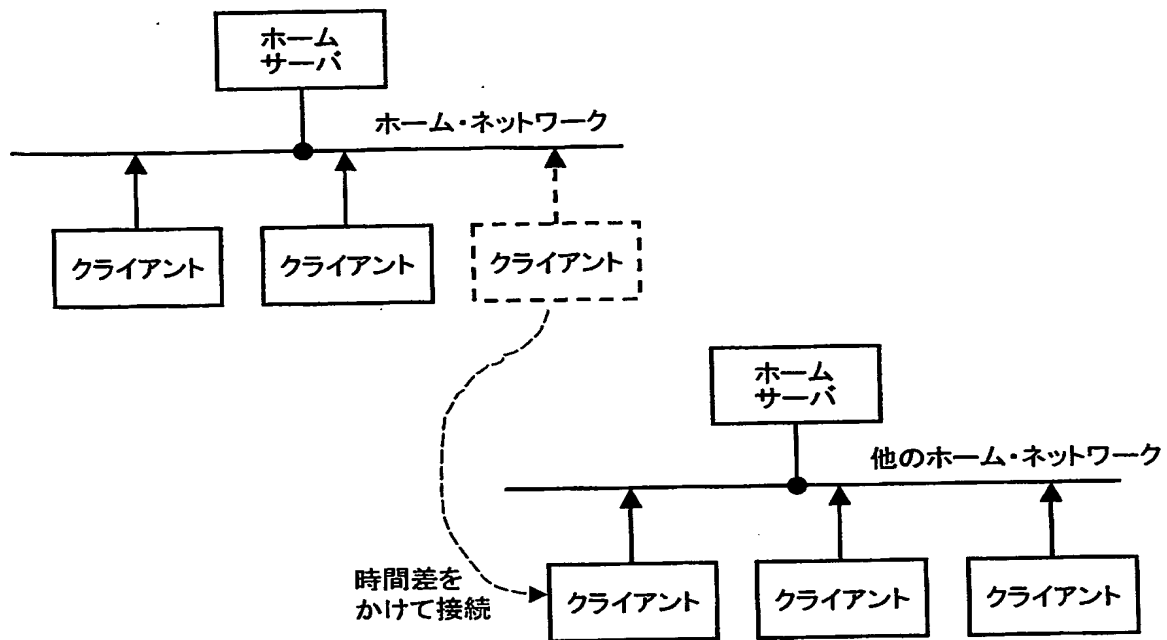 ホーム
サーバ
ホーム・ネットワーク
クライアント
クライアント
クライアント
ホーム
サーバ
他のホーム・ネットワーク
時間差を
かけて接続
クライアント
クライアント
クライアント